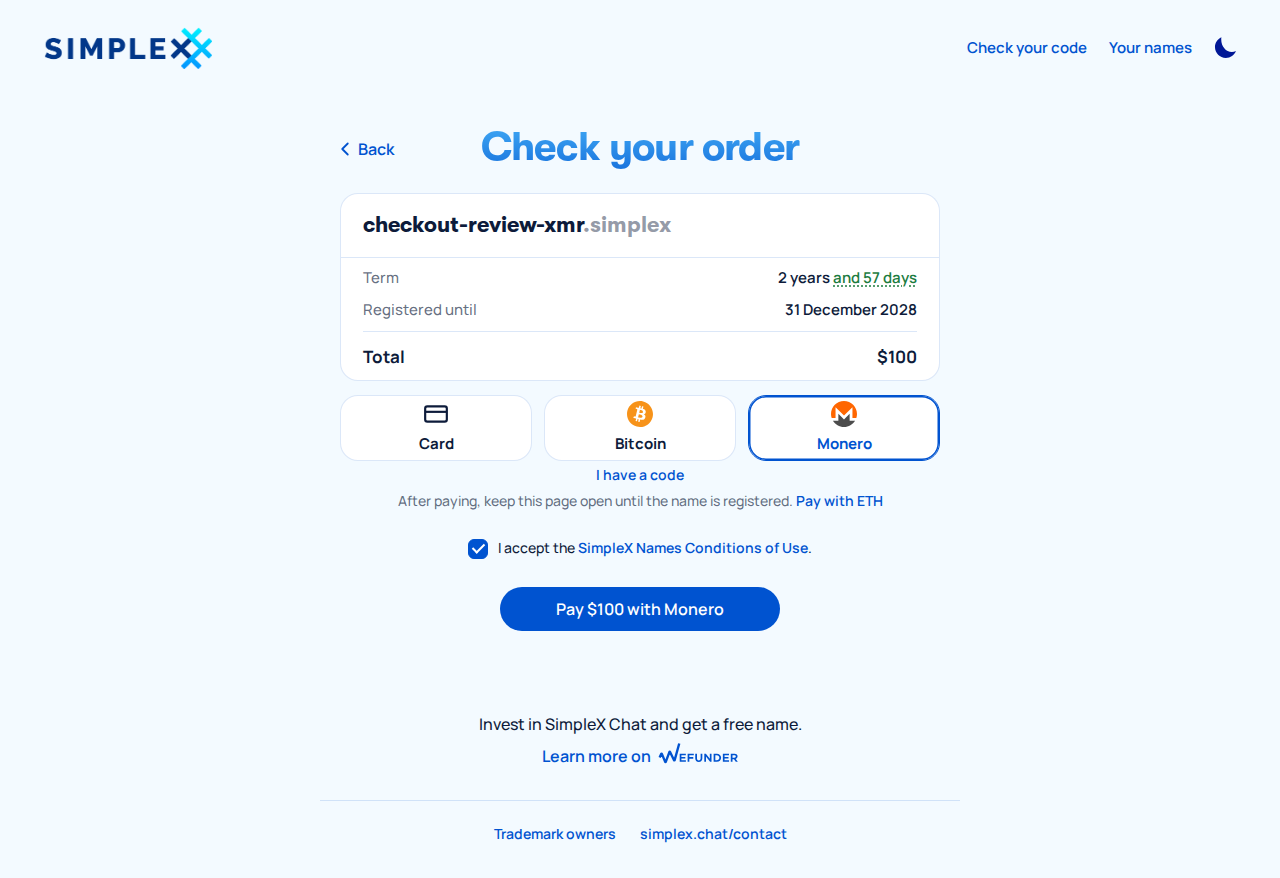 SIMPLEX
Check your code
Your names
Back
Check your order
checkout-review-xmr.simplex
Term
2 years and 57 days
Registered until
31 December 2028
Total
$100
Card
Bitcoin
Monero
I have a code
After paying, keep this page open until the name is registered. Pay with ETH
I accept the SimpleX Names Conditions of Use.
Pay $100 with Monero
Invest in SimpleX Chat and get a free name.
Learn more on WEFUNDER
Trademark owners
simplex.chat/contact